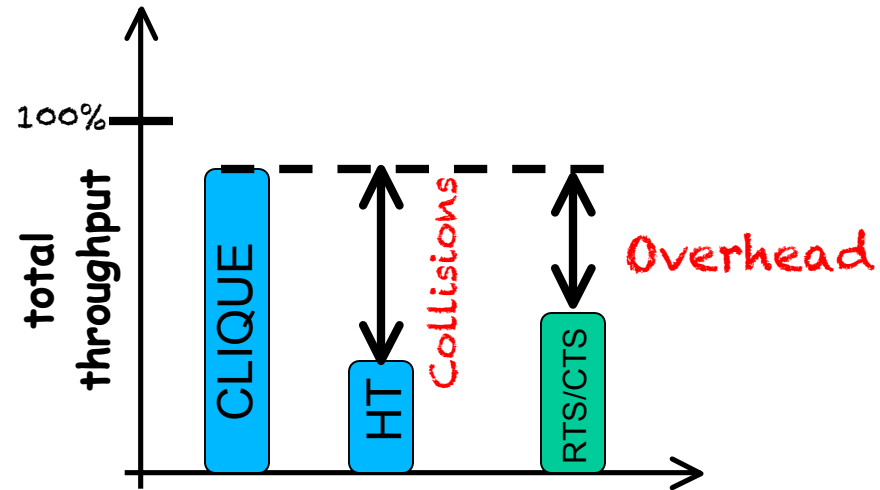 100%
total
throughput
CLIQUE
HT
Collisions
RTS/CTS
Overhead